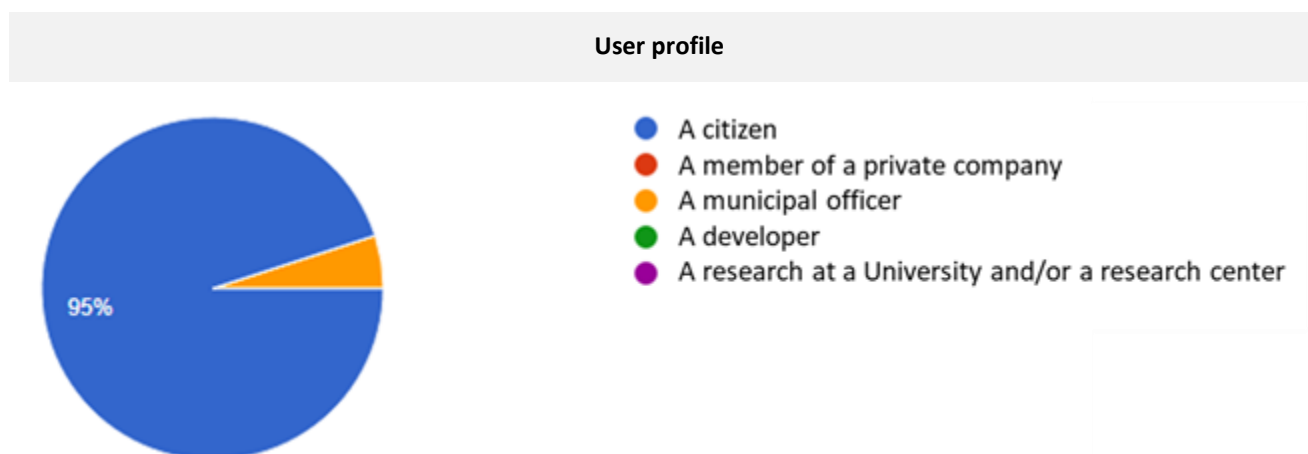 User profile
A citizen
A member of a private company
A municipal officer
A developer
A research at a University and/or a research center
95%